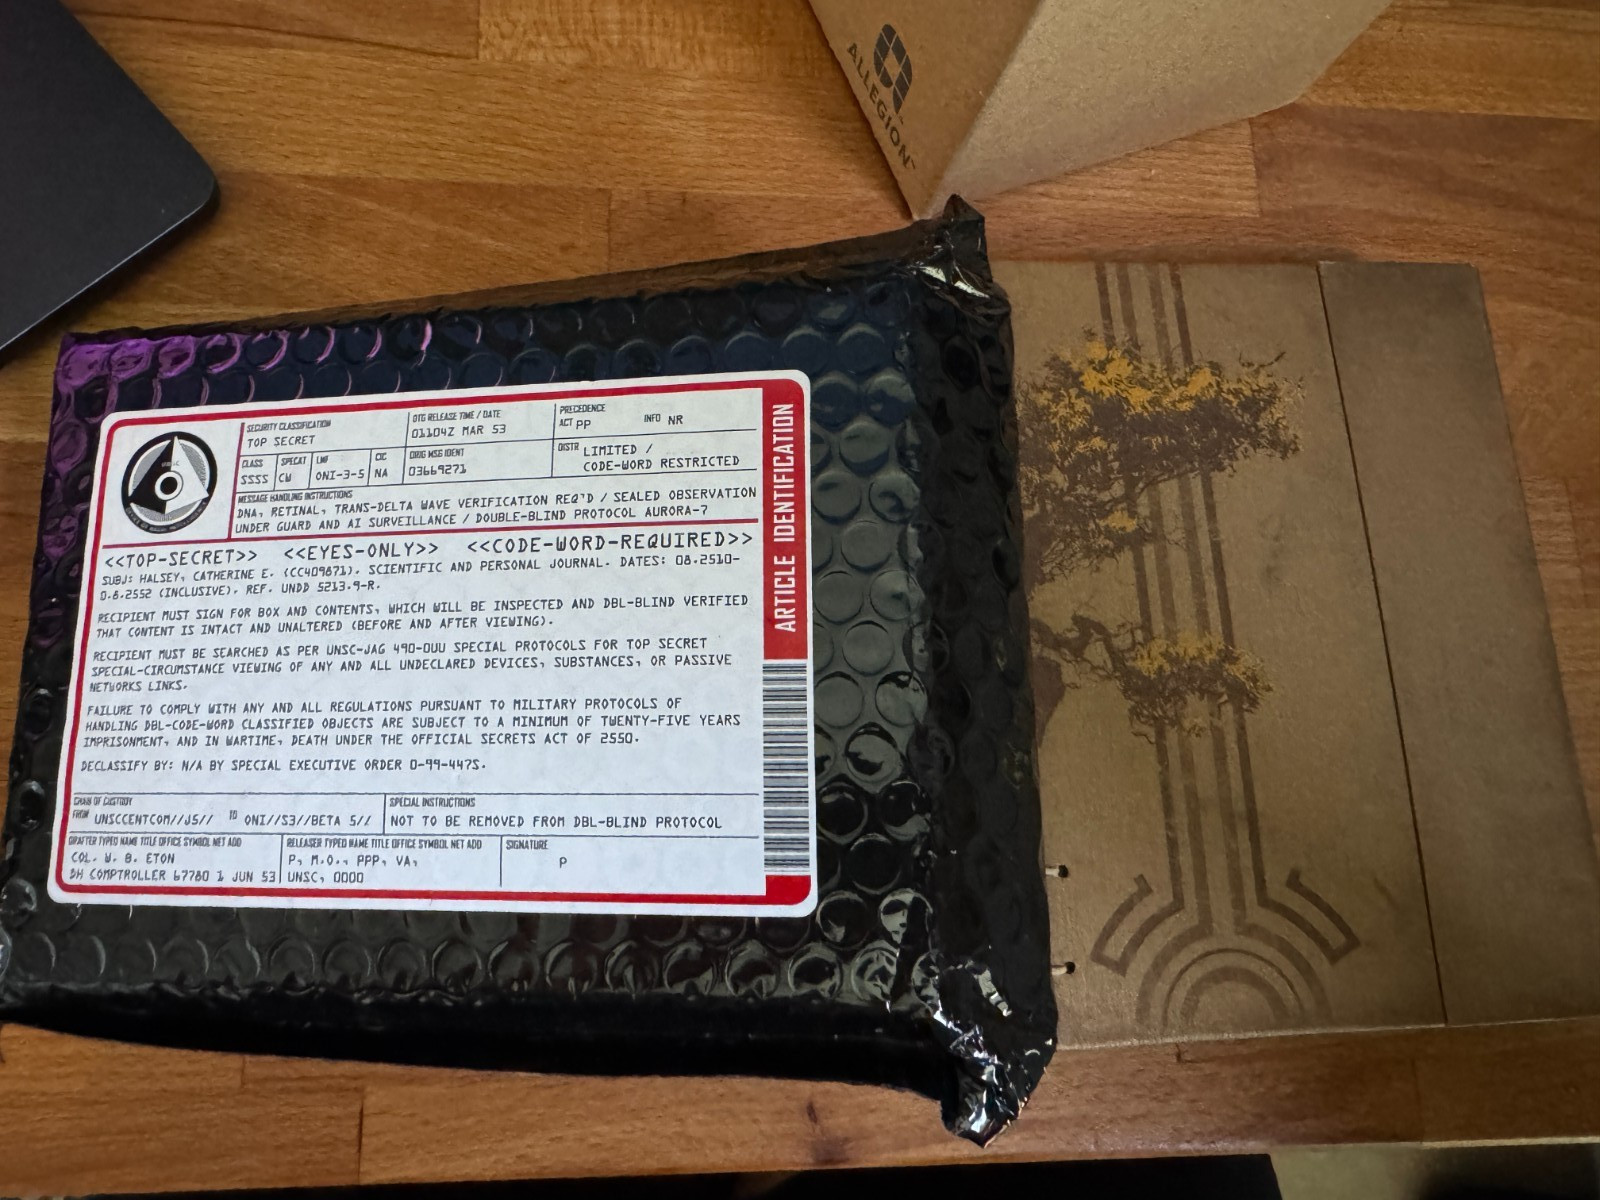 ALLEGION
SECURITY CLASSIFICATION
TOP SECRET
DTG RELEASE TIME / DATE
01104Z MAR 53
PRECEDENCE
ACT PP INFO NR
CLASS
SSSS
SPECAT
CW
LMF
ONI-3-5
CIC
NA
ORIG MSG IDENT
03669271
DISTR LIMITED /
CODE-WORD RESTRICTED
MESSAGE HANDLING INSTRUCTIONS
DNA, RETINAL, TRANS-DELTA WAVE VERIFICATION REQ'D / SEALED OBSERVATION
UNDER GUARD AND AI SURVEILLANCE / DOUBLE-BLIND PROTOCOL AURORA-7
<<TOP-SECRET>> <<EYES-ONLY>> <<CODE-WORD-REQUIRED>>
SUBJ: HALSEY, CATHERINE E. (CC409871). SCIENTIFIC AND PERSONAL JOURNAL. DATES: 08.2510-
0.8.2552 (INCLUSIVE). REF. UNDD 5213.9-R.
RECIPIENT MUST SIGN FOR BOX AND CONTENTS, WHICH WILL BE INSPECTED AND DBL-BLIND VERIFIED
THAT CONTENT IS INTACT AND UNALTERED (BEFORE AND AFTER VIEWING).
RECIPIENT MUST BE SEARCHED AS PER UNSC-JAG 490-OUU SPECIAL PROTOCOLS FOR TOP SECRET
SPECIAL-CIRCUMSTANCE VIEWING OF ANY AND ALL UNDECLARED DEVICES, SUBSTANCES, OR PASSIVE
NETWORKS LINKS.
FAILURE TO COMPLY WITH ANY AND ALL REGULATIONS PURSUANT TO MILITARY PROTOCOLS OF
HANDLING DBL-CODE-WORD CLASSIFIED OBJECTS ARE SUBJECT TO A MINIMUM OF TWENTY-FIVE YEARS
IMPRISONMENT, AND IN WARTIME, DEATH UNDER THE OFFICIAL SECRETS ACT OF 2550.
DECLASSIFY BY: N/A BY SPECIAL EXECUTIVE ORDER O-99-447S.
CHAIN OF CUSTODY
FROM UNSCCENTCOM//JS// TO ONI//S3//BETA 5//
SPECIAL INSTRUCTIONS
NOT TO BE REMOVED FROM DBL-BLIND PROTOCOL
DRAFTER TYPED NAME TITLE OFFICE SYMBOL NET ADD
COL. W. B. ETON
DH COMPTROLLER 67780 1 JUN 53
RELEASER TYPED NAME TITLE OFFICE SYMBOL NET ADD
P, M.O., PPP, VA,
UNSC, 0000
SIGNATURE
P
ARTICLE IDENTIFICATION